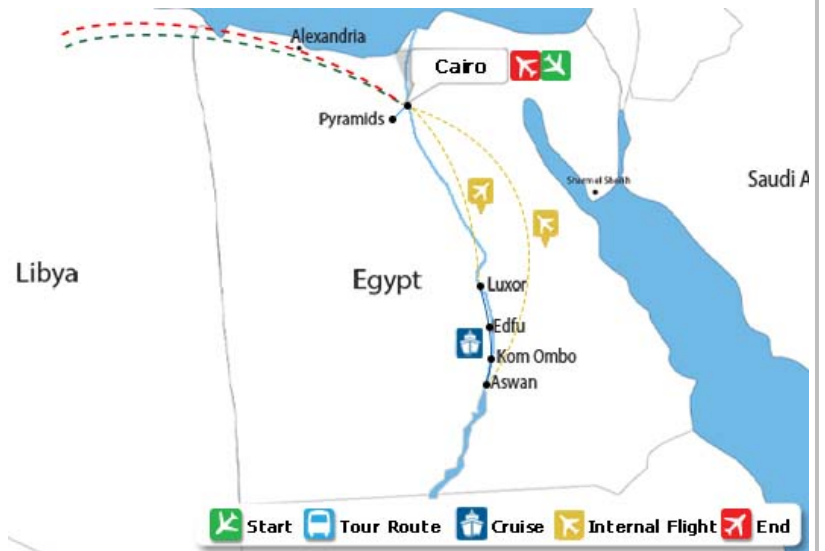 Alexandria
Cairo
Pyramids
Sharm el Sheikh
Saudi A
Libya
Egypt
Luxor
Edfu
Kom Ombo
Aswan
Start Tour Route Cruise Internal Flight End